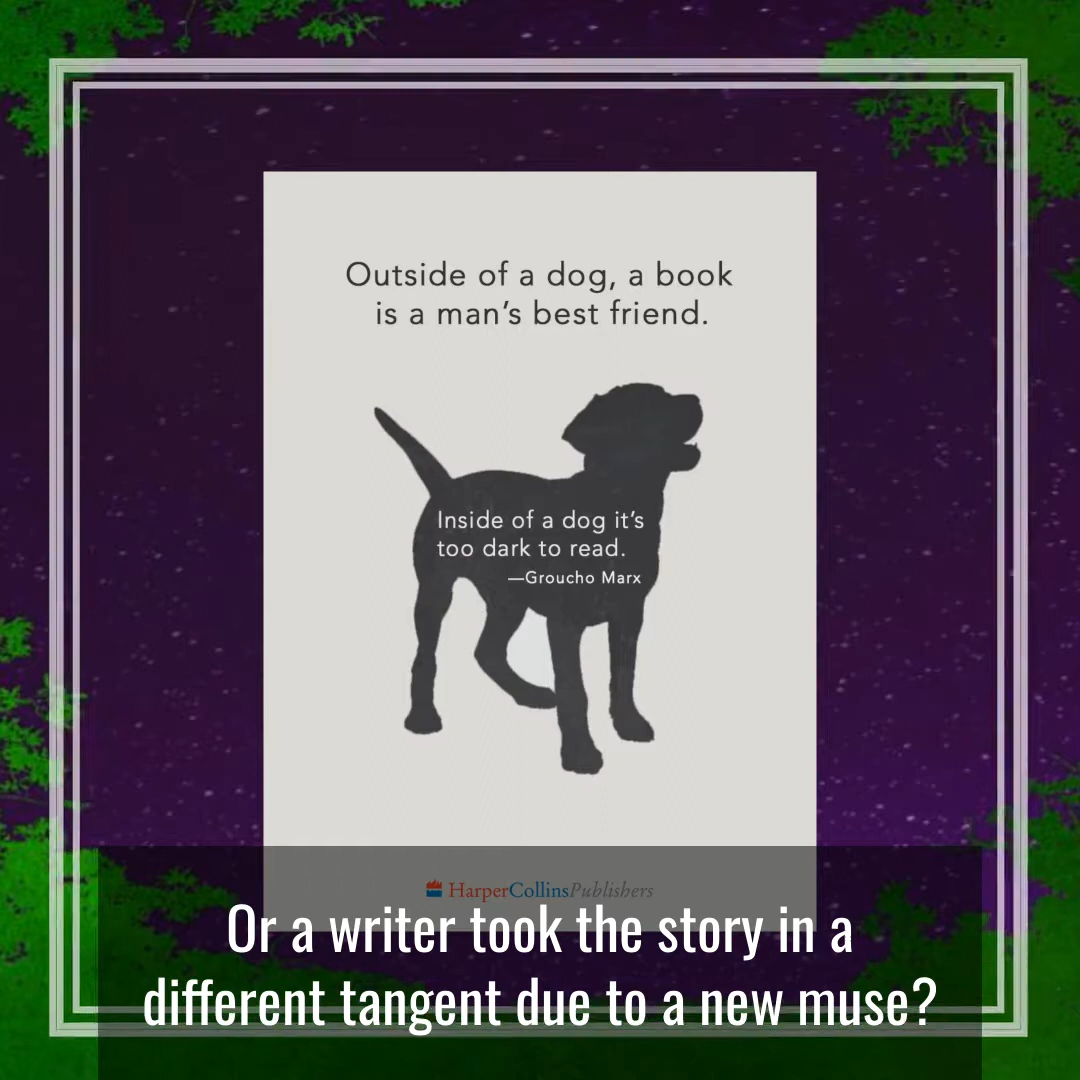 Outside of a dog, a book
is a man’s best friend.
Inside of a dog it’s
too dark to read.
—Groucho Marx
HarperCollinsPublishers
Or a writer took the story in a
different tangent due to a new muse?